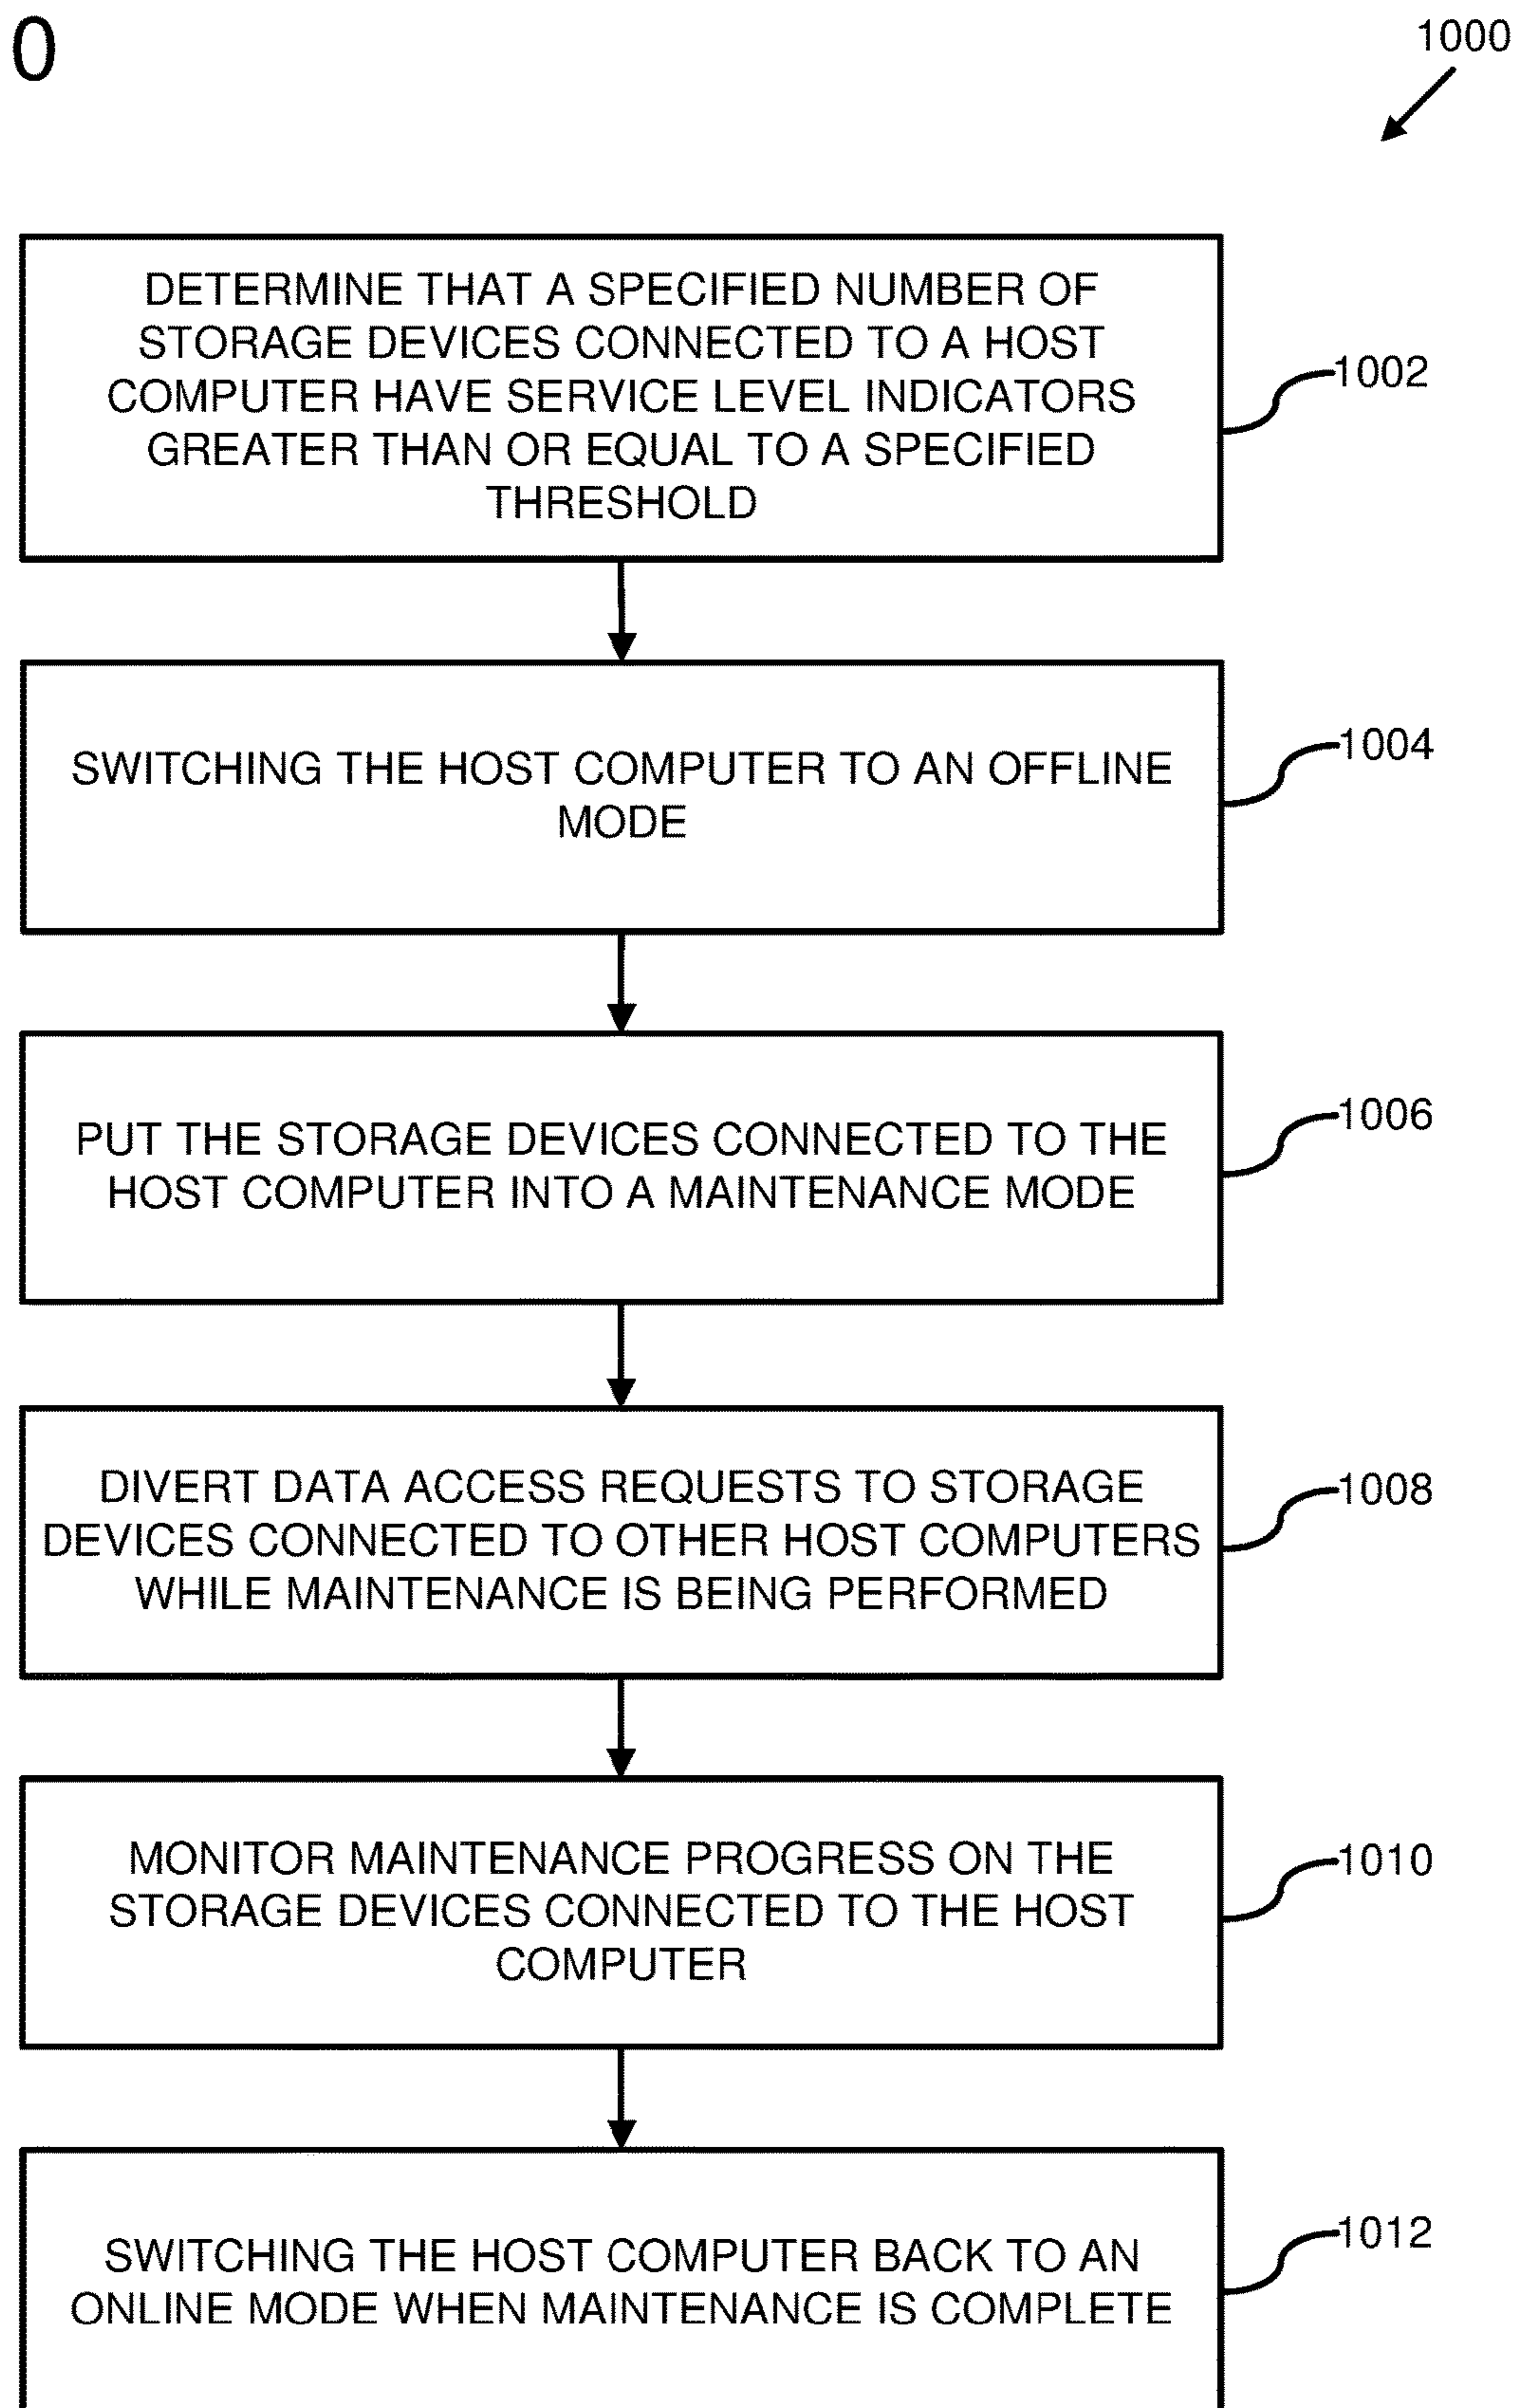 0
1000
DETERMINE THAT A SPECIFIED NUMBER OF
STORAGE DEVICES CONNECTED TO A HOST
COMPUTER HAVE SERVICE LEVEL INDICATORS
GREATER THAN OR EQUAL TO A SPECIFIED
THRESHOLD
1002
SWITCHING THE HOST COMPUTER TO AN OFFLINE
MODE
1004
PUT THE STORAGE DEVICES CONNECTED TO THE
HOST COMPUTER INTO A MAINTENANCE MODE
1006
DIVERT DATA ACCESS REQUESTS TO STORAGE
DEVICES CONNECTED TO OTHER HOST COMPUTERS
WHILE MAINTENANCE IS BEING PERFORMED
1008
MONITOR MAINTENANCE PROGRESS ON THE
STORAGE DEVICES CONNECTED TO THE HOST
COMPUTER
1010
SWITCHING THE HOST COMPUTER BACK TO AN
ONLINE MODE WHEN MAINTENANCE IS COMPLETE
1012